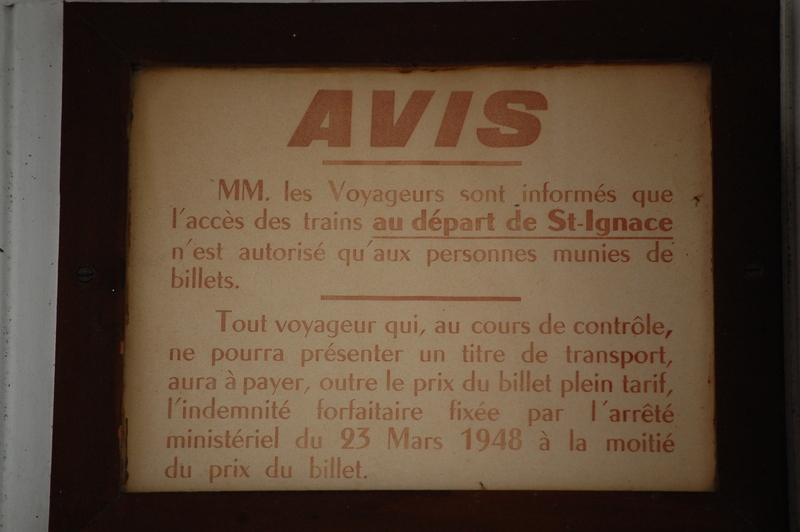 AVIS
MM. les Voyageurs sont informés que
l'accès des trains au départ de St-Ignace
n'est autorisé qu'aux personnes munies de
billets.
Tout voyageur qui, au cours de contrôle,
ne pourra présenter un titre de transport,
aura à payer, outre le prix du billet plein tarif,
l'indemnité forfaitaire fixée par l'arrêté
ministériel du 23 Mars 1948 à la moitié
du prix du billet.